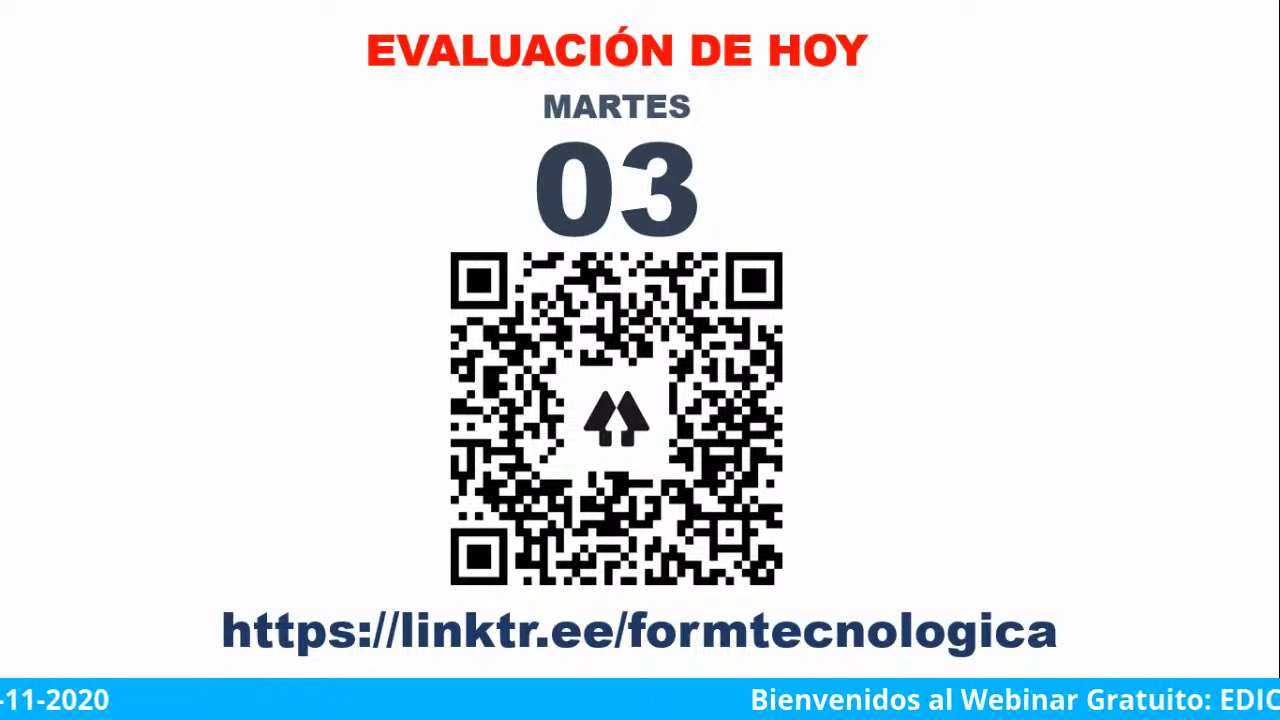 EVALUACIÓN DE HOY
MARTES
03
https://linktr.ee/formtecnologica
-11-2020 Bienvenidos al Webinar Gratuito: EDIC